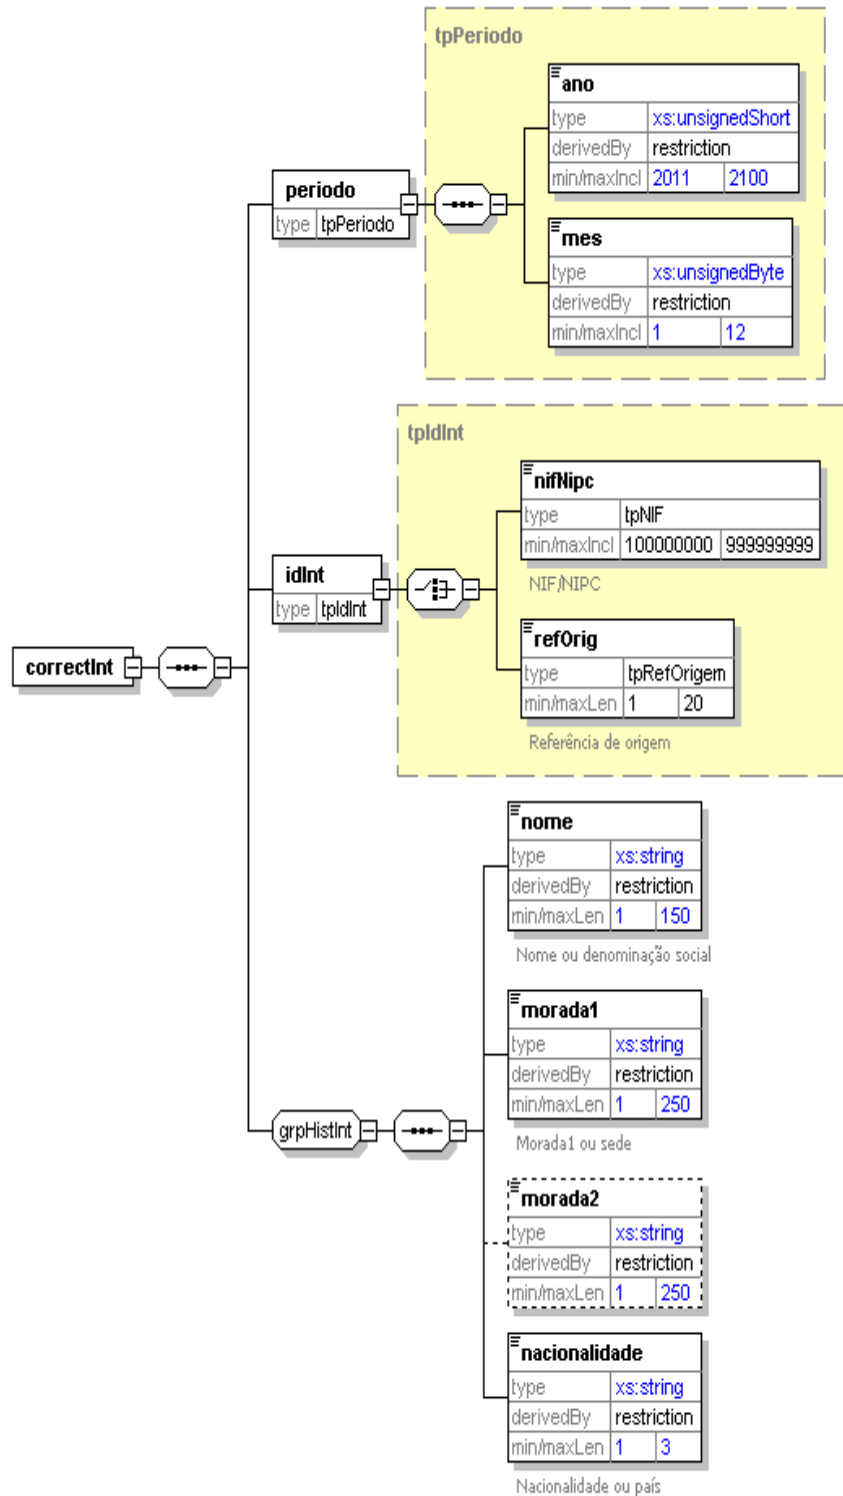 tpPeriodo
ano
type xs:unsignedShort
derivedBy restriction
min/maxIncl 2011 2100
periodo
type tpPeriodo
mes
type xs:unsignedByte
derivedBy restriction
min/maxIncl 1 12
tpIdInt
nifNipc
type tpNIF
min/maxIncl 100000000 999999999
NIF/NIPC
idInt
type tpIdInt
refOrig
type tpRefOrigem
min/maxLen 1 20
Referência de origem
correctInt
nome
type xs:string
derivedBy restriction
min/maxLen 1 150
Nome ou denominação social
morada1
type xs:string
derivedBy restriction
min/maxLen 1 250
Morada1 ou sede
grpHistInt
morada2
type xs:string
derivedBy restriction
min/maxLen 1 250
nacionalidade
type xs:string
derivedBy restriction
min/maxLen 1 3
Nacionalidade ou país